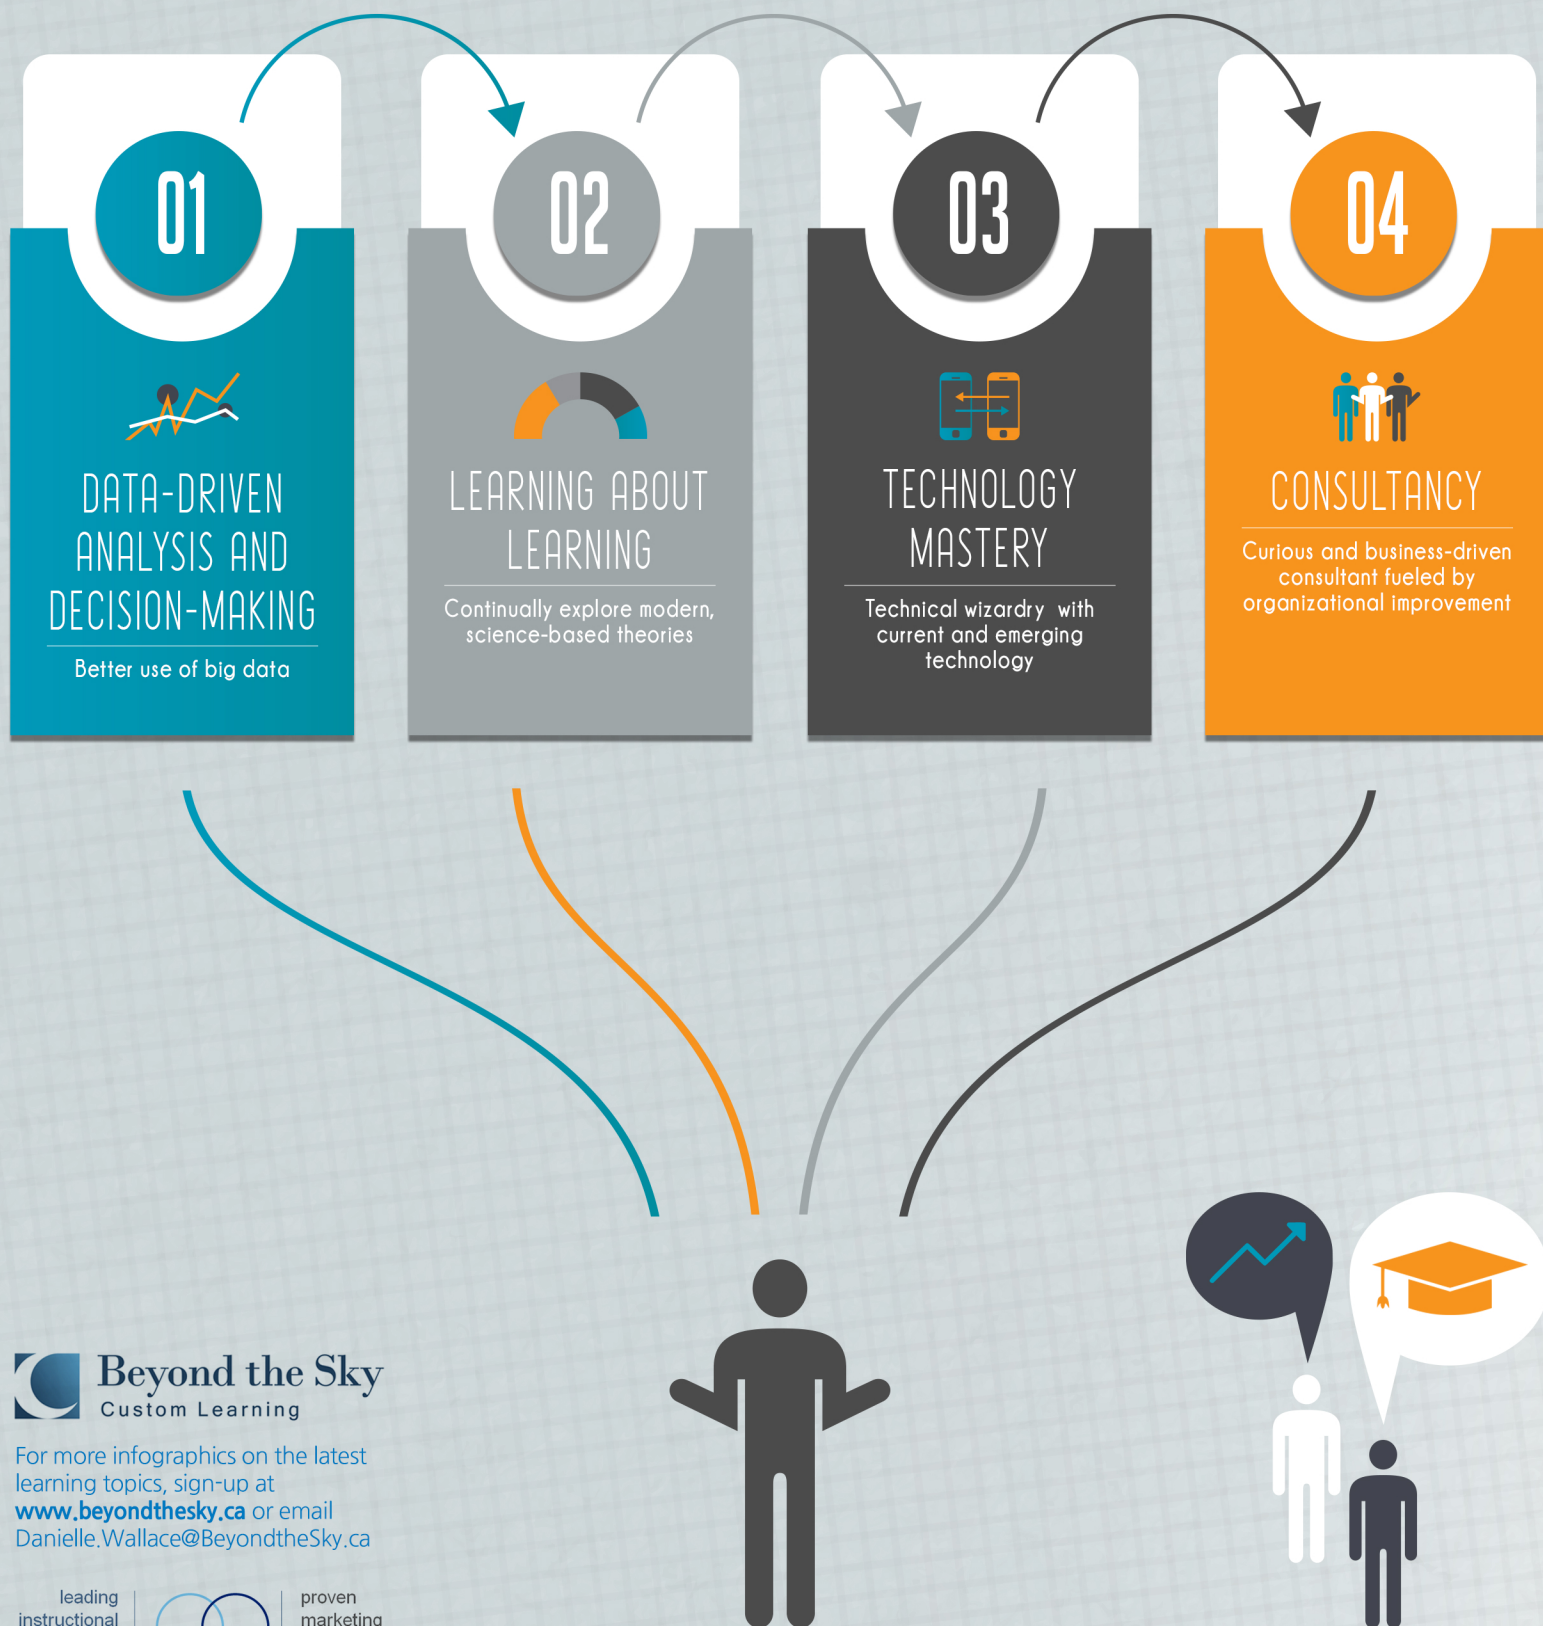 01
DATA-DRIVEN
ANALYSIS AND
DECISION-MAKING
Better use of big data
02
LEARNING ABOUT
LEARNING
Continually explore modern,
science-based theories
03
TECHNOLOGY
MASTERY
Technical wizardry with
current and emerging
technology
04
CONSULTANCY
Curious and business-driven
consultant fueled by
organizational improvement
Beyond the Sky
Custom Learning
For more infographics on the latest
learning topics, sign-up at
www.beyondthesky.ca or email
Danielle.Wallace@BeyondtheSky.ca
leading
instructional
proven
marketing